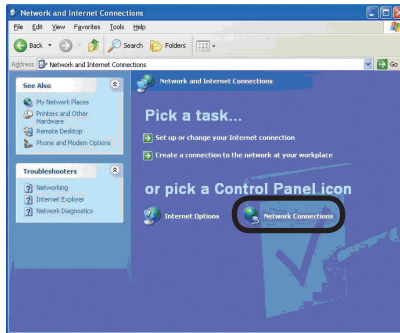 Network and Internet Connections
File Edit View Favorites Tools Help
Back Search Folders
Address Network and Internet Connections Go
See Also
My Network Places
Printers and Other Hardware
Remote Desktop
Phone and Modem Options
Troubleshooters
Networking
Internet Explorer
Network Diagnostics
Network and Internet Connections
Pick a task...
Set up or change your Internet connection
Create a connection to the network at your workplace
or pick a Control Panel icon
Internet Options Network Connections